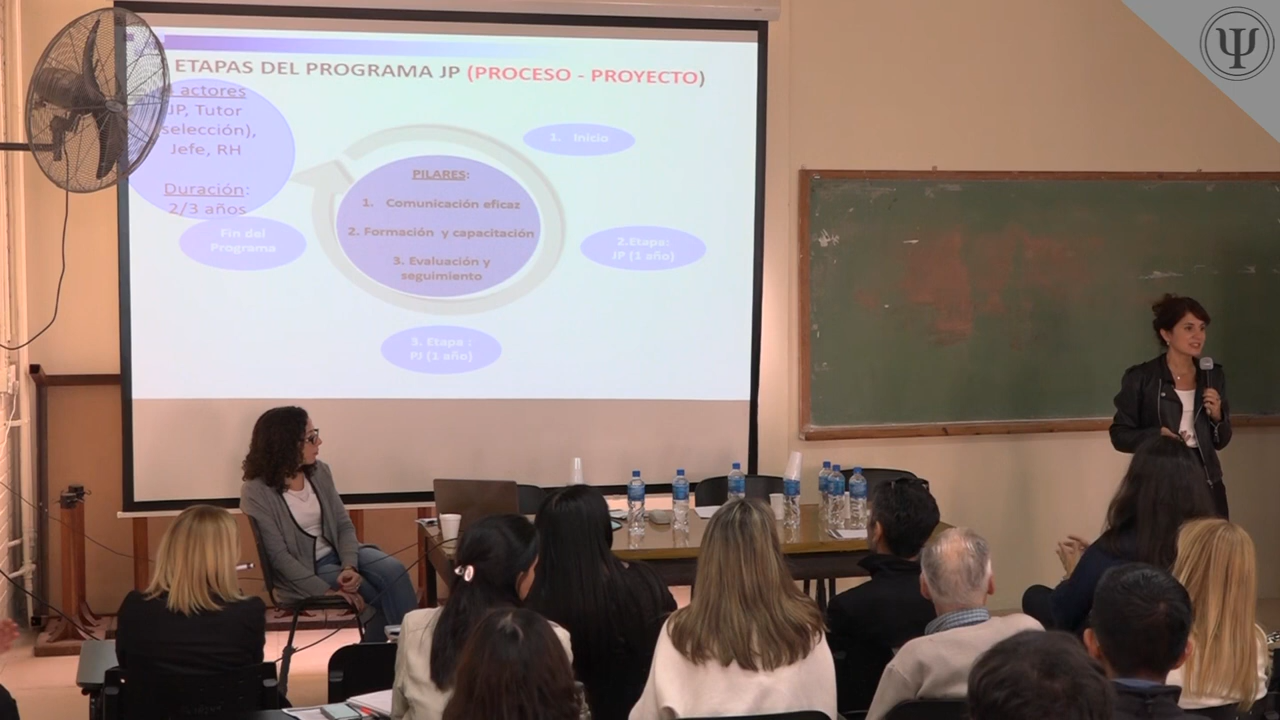 ETAPAS DEL PROGRAMA JP (PROCESO - PROYECTO)
actores
JP, Tutor
selección),
Jefe, RH
Duración:
2/3 años
Fin del
Programa
PILARES:
1. Comunicación eficaz
2. Formación y capacitación
3. Evaluación y
seguimiento
1. Inicio
2.Etapa:
JP (1 año)
3. Etapa :
PJ (1 año)
Ψ